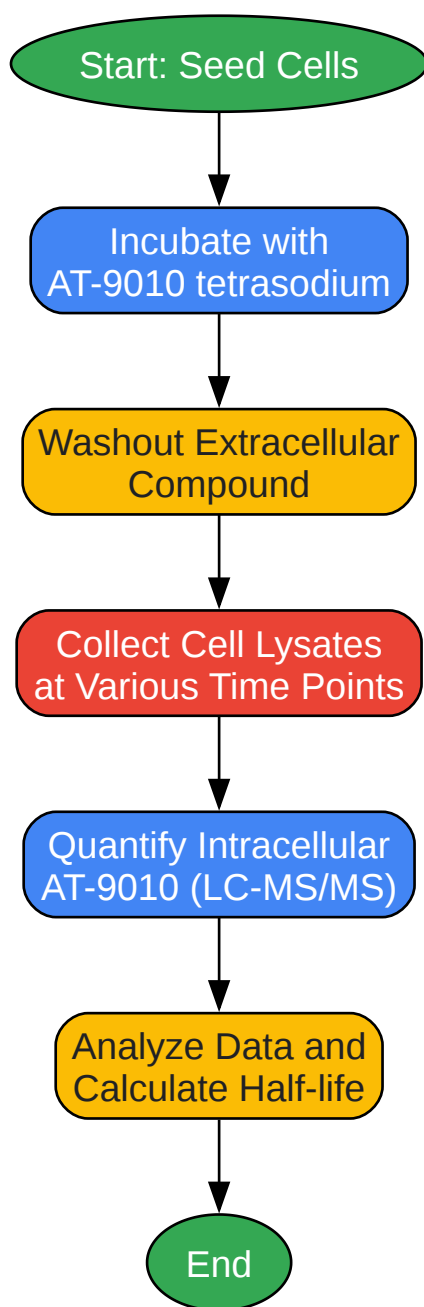 Start: Seed Cells
Incubate with
AT-9010 tetrasodium
Washout Extracellular
Compound
Collect Cell Lysates
at Various Time Points
Quantify Intracellular
AT-9010 (LC-MS/MS)
Analyze Data and
Calculate Half-life
End